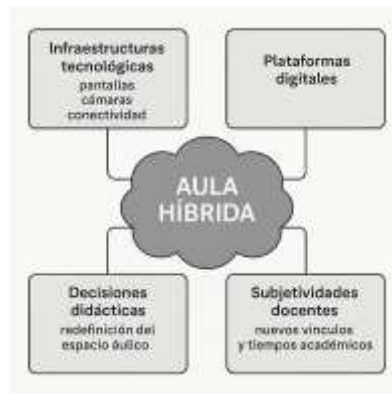 Infraestructuras
tecnológicas
pantallas
cámaras
conectividad
Plataformas
digitales
AULA
HÍBRIDA
Decisiones
didácticas
redefinición del
espacio áulico
Subjetividades
docentes
nuevos vínculos
y tiempos académicos